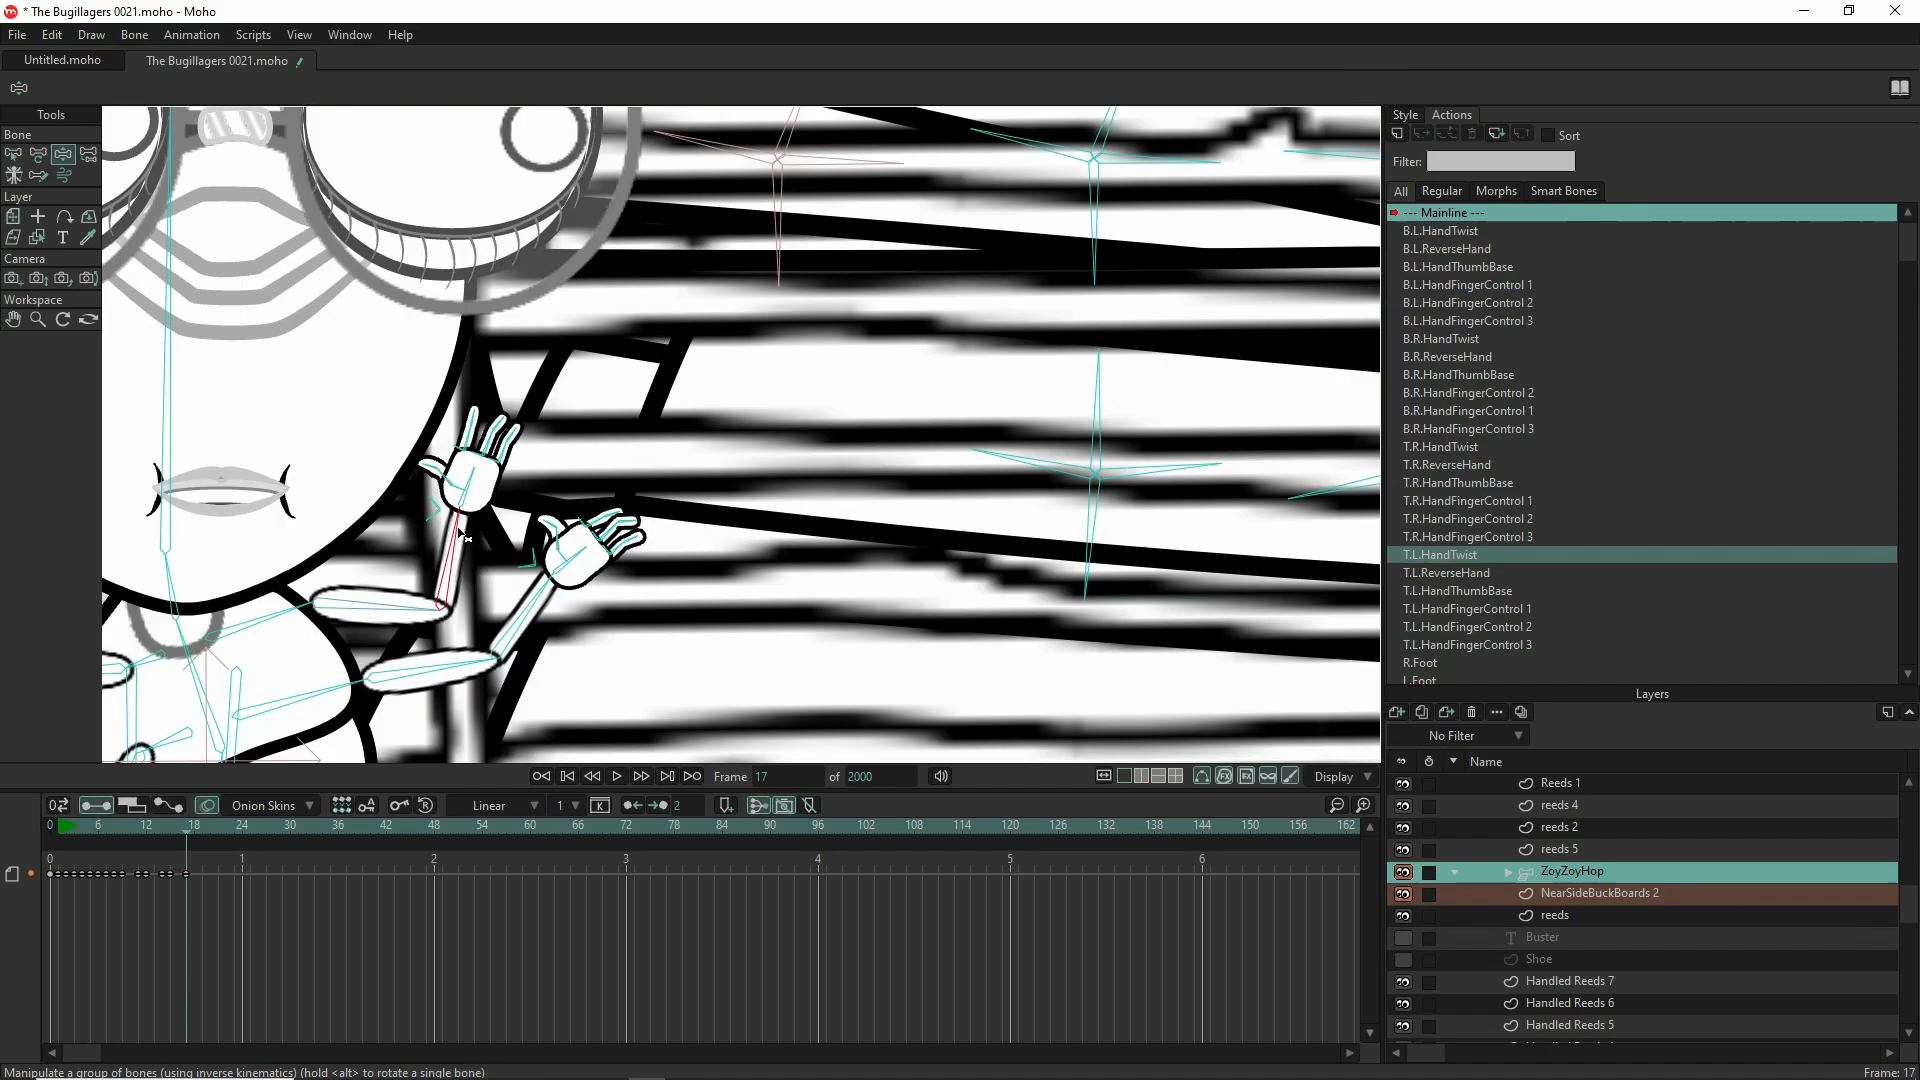 * The Bugillagers 0021.moho - Moho
File Edit Draw Bone Animation Scripts View Window Help
Untitled.moho The Bugillagers 0021.moho
Tools
Bone
Layer
Camera
Workspace
Style Actions
Sort
Filter:
All Regular Morphs Smart Bones
--- Mainline ---
B.L.HandTwist
B.L.ReverseHand
B.L.HandThumbBase
B.L.HandFingerControl 1
B.L.HandFingerControl 2
B.L.HandFingerControl 3
B.R.HandTwist
B.R.ReverseHand
B.R.HandThumbBase
B.R.HandFingerControl 2
B.R.HandFingerControl 1
B.R.HandFingerControl 3
T.R.HandTwist
T.R.ReverseHand
T.R.HandThumbBase
T.R.HandFingerControl 1
T.R.HandFingerControl 2
T.R.HandFingerControl 3
T.L.HandTwist
T.L.ReverseHand
T.L.HandThumbBase
T.L.HandFingerControl 1
T.L.HandFingerControl 2
T.L.HandFingerControl 3
R.Foot
L.Foot
Layers
No Filter
Name
Reeds 1
reeds 4
reeds 2
reeds 5
ZoyZoyHop
NearSideBuckBoards 2
reeds
Buster
Shoe
Handled Reeds 7
Handled Reeds 6
Handled Reeds 5
Frame 17 of 2000 Display
Onion Skins Linear 1 2
0 6 12 18 24 30 36 42 48 54 60 66 72 78 84 90 96 102 108 114 120 126 132 138 144 150 156 162
0 1 2 3 4 5 6
Manipulate a group of bones (using inverse kinematics) (hold <alt> to rotate a single bone) Frame: 17